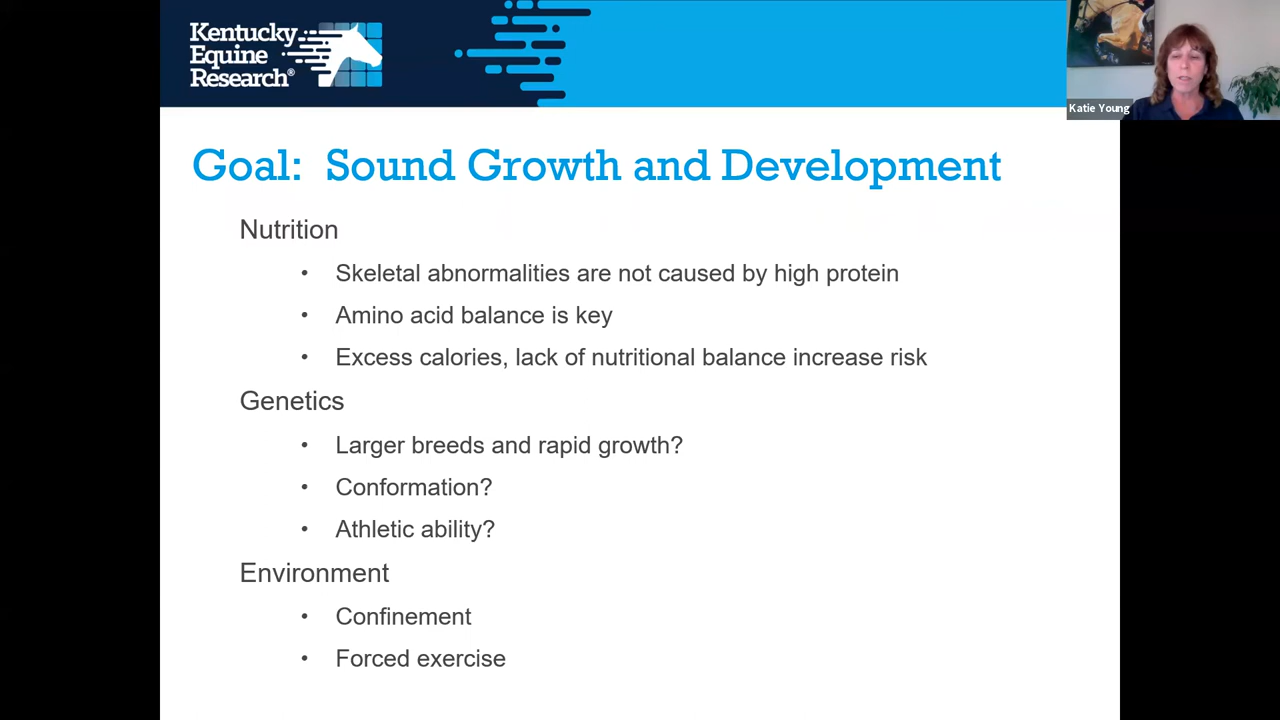 Kentucky
Equine
Research®
Katie Young
Goal: Sound Growth and Development
Nutrition
• Skeletal abnormalities are not caused by high protein
• Amino acid balance is key
• Excess calories, lack of nutritional balance increase risk
Genetics
• Larger breeds and rapid growth?
• Conformation?
• Athletic ability?
Environment
• Confinement
• Forced exercise